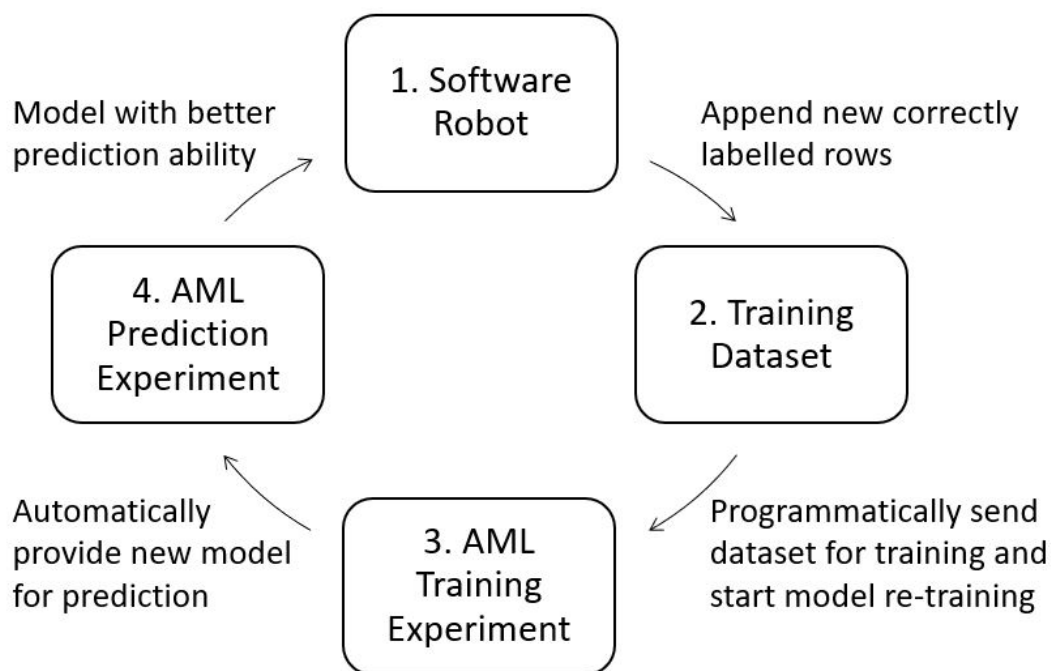 1. Software
Robot
Append new correctly
labelled rows
2. Training
Dataset
Programmatically send
dataset for training and
start model re-training
3. AML
Training
Experiment
Automatically
provide new model
for prediction
4. AML
Prediction
Experiment
Model with better
prediction ability